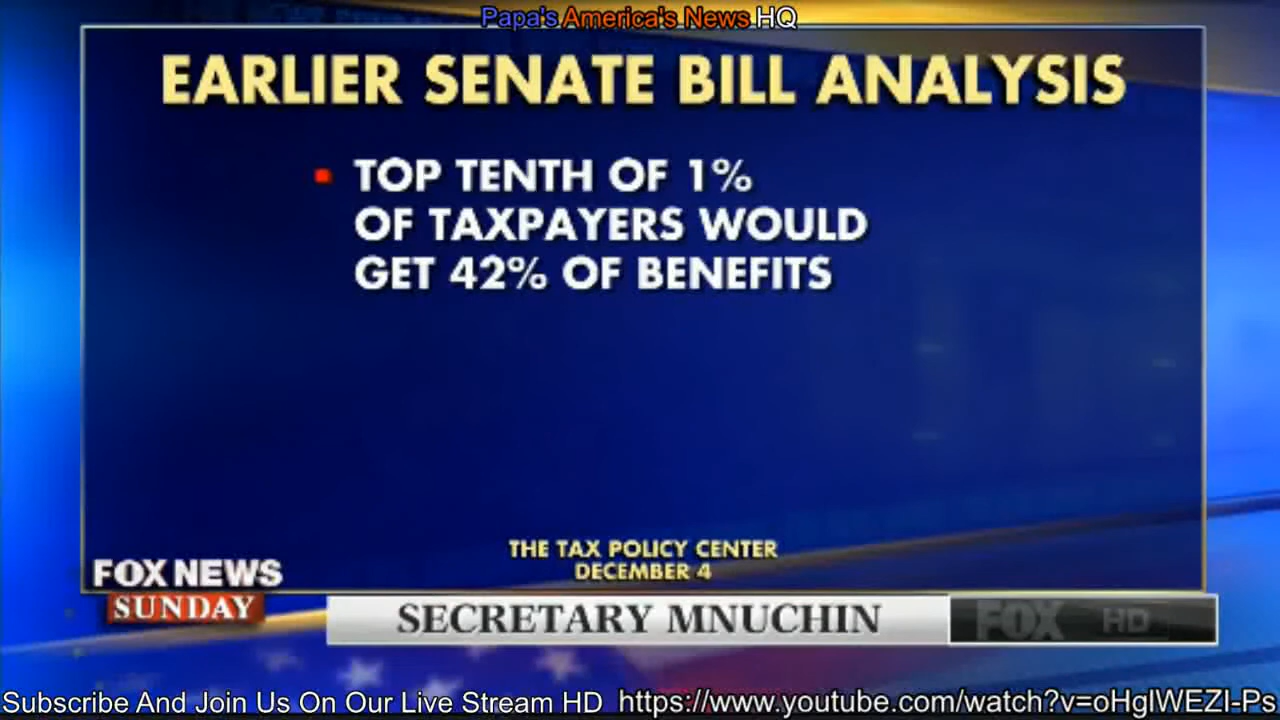 Papa's America's News HQ
EARLIER SENATE BILL ANALYSIS
▪ TOP TENTH OF 1%
OF TAXPAYERS WOULD
GET 42% OF BENEFITS
THE TAX POLICY CENTER
DECEMBER 4
FOX NEWS
SUNDAY
SECRETARY MNUCHIN
FOX HD
Subscribe And Join Us On Our Live Stream HD https://www.youtube.com/watch?v=oHglWEZI-Ps